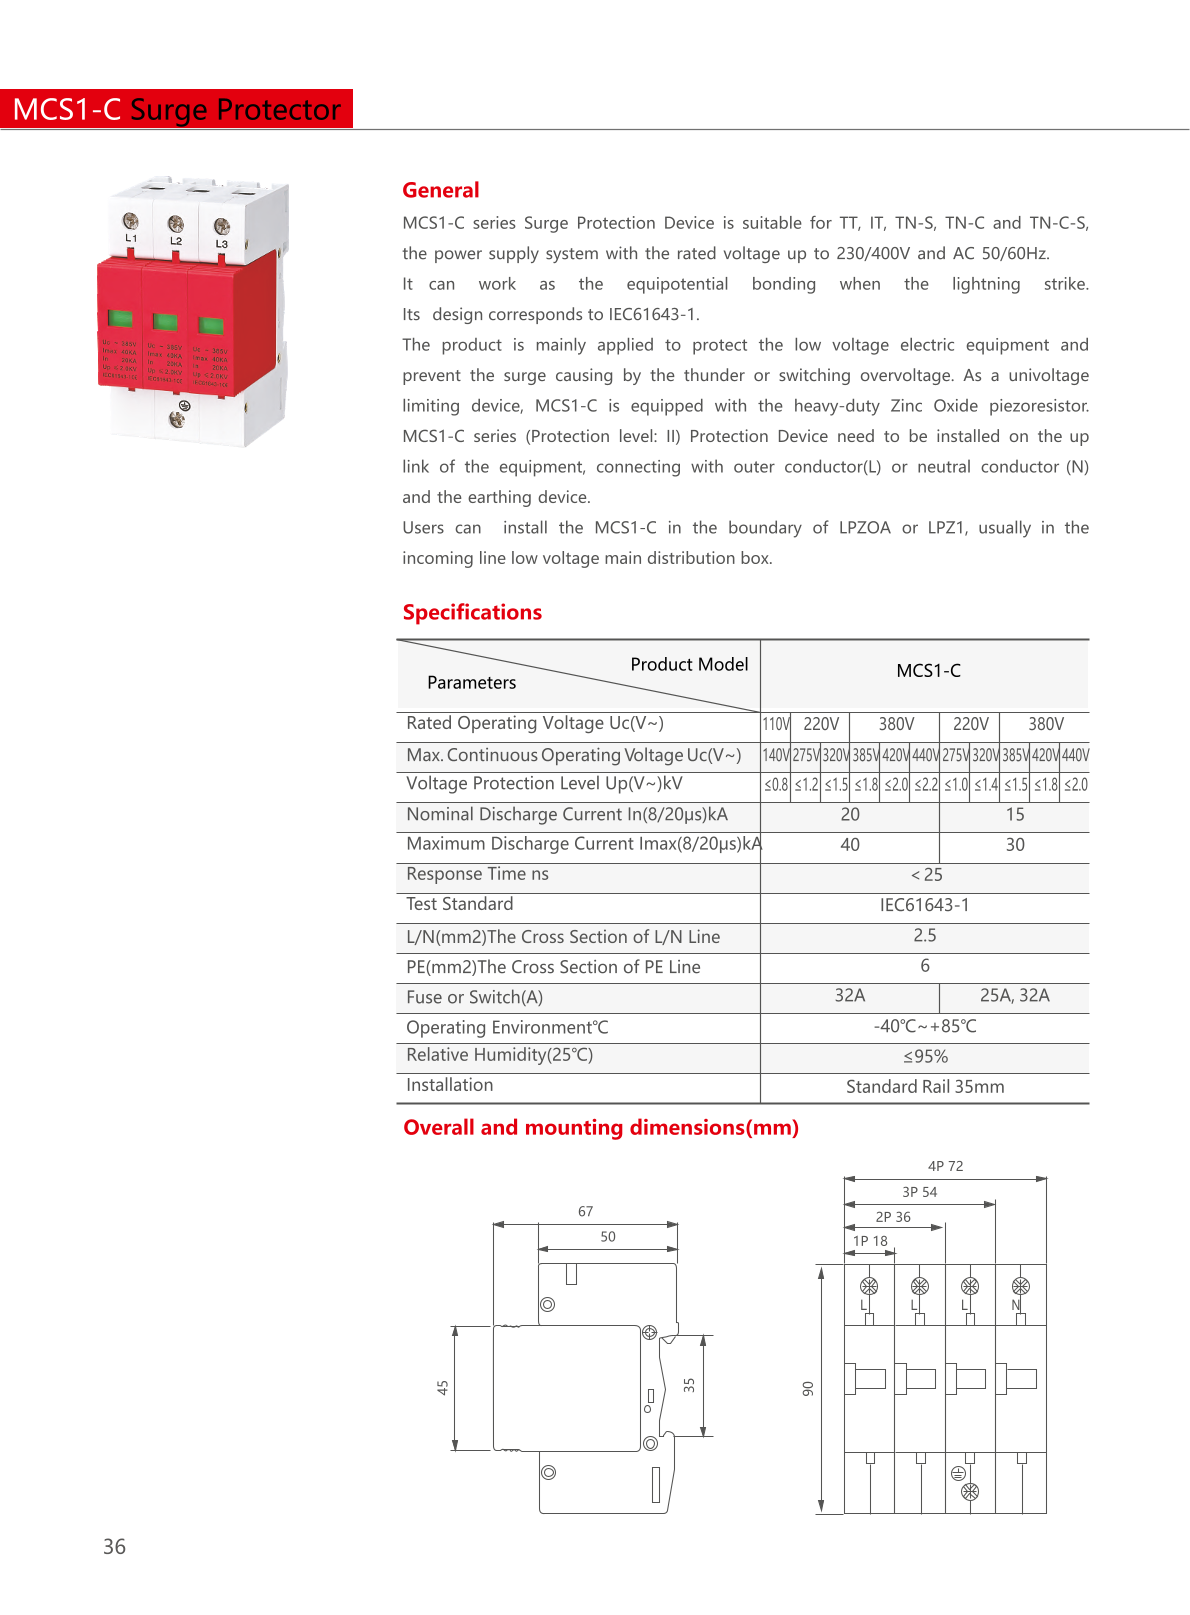 MCS1-C Surge Protector
L1 L2 L3
General
MCS1-C series Surge Protection Device is suitable for TT, IT, TN-S, TN-C and TN-C-S,
the power supply system with the rated voltage up to 230/400V and AC 50/60Hz.
It can work as the equipotential bonding when the lightning strike.
Its design corresponds to IEC61643-1.
The product is mainly applied to protect the low voltage electric equipment and
prevent the surge causing by the thunder or switching overvoltage. As a univoltage
limiting device, MCS1-C is equipped with the heavy-duty Zinc Oxide piezoresistor.
MCS1-C series (Protection level: II) Protection Device need to be installed on the up
link of the equipment, connecting with outer conductor(L) or neutral conductor (N)
and the earthing device.
Users can install the MCS1-C in the boundary of LPZOA or LPZ1, usually in the
incoming line low voltage main distribution box.
Specifications
Product Model
Parameters
MCS1-C
Rated Operating Voltage Uc(V~) 110V 220V 380V 220V 380V
Max. Continuous Operating Voltage Uc(V~) 140V 275V 320V 385V 420V 440V 275V 320V 385V 420V 440V
Voltage Protection Level Up(V~)kV ≤0.8 ≤1.2 ≤1.5 ≤1.8 ≤2.0 ≤2.2 ≤1.0 ≤1.4 ≤1.5 ≤1.8 ≤2.0
Nominal Discharge Current In(8/20μs)kA 20 15
Maximum Discharge Current Imax(8/20μs)kA 40 30
Response Time ns < 25
Test Standard IEC61643-1
L/N(mm2)The Cross Section of L/N Line 2.5
PE(mm2)The Cross Section of PE Line 6
Fuse or Switch(A) 32A 25A, 32A
Operating Environment℃ -40℃~+85℃
Relative Humidity(25℃) ≤95%
Installation Standard Rail 35mm
Overall and mounting dimensions(mm)
67
50
45
35
4P 72
3P 54
2P 36
1P 18
L L L N
90
36